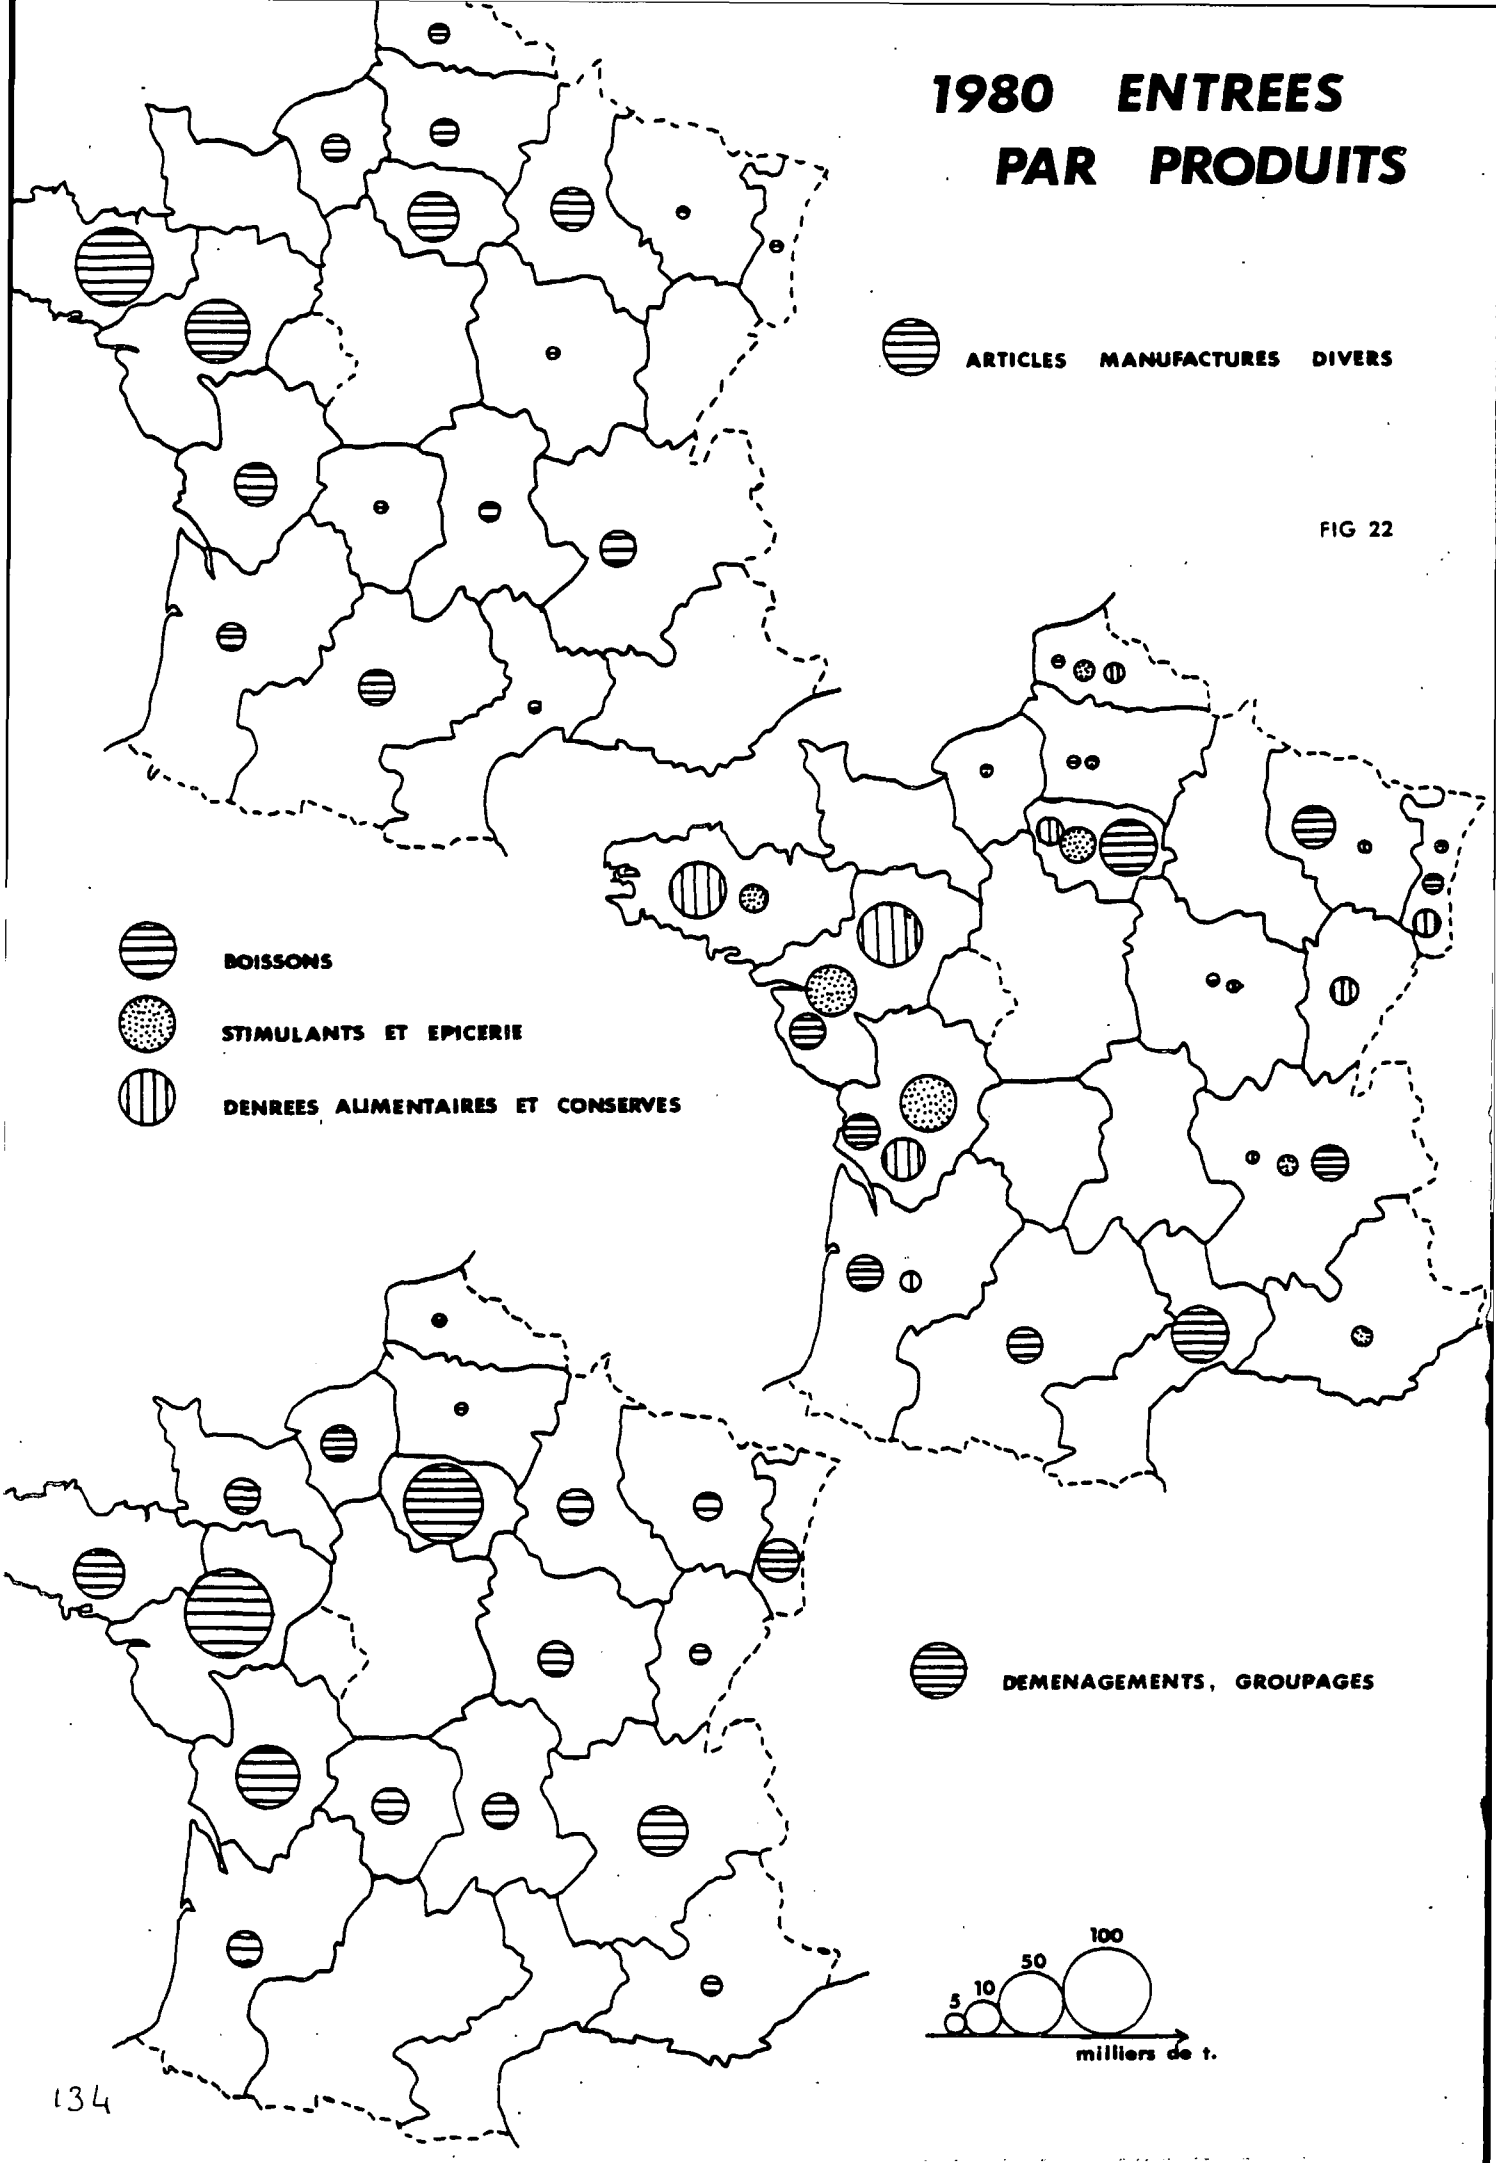 1980 ENTREES
PAR PRODUITS
ARTICLES MANUFACTURES DIVERS
FIG 22
BOISSONS
STIMULANTS ET EPICERIE
DENREES ALIMENTAIRES ET CONSERVES
DEMENAGEMENTS, GROUPAGES
5 10 50 100
milliers de t.
134